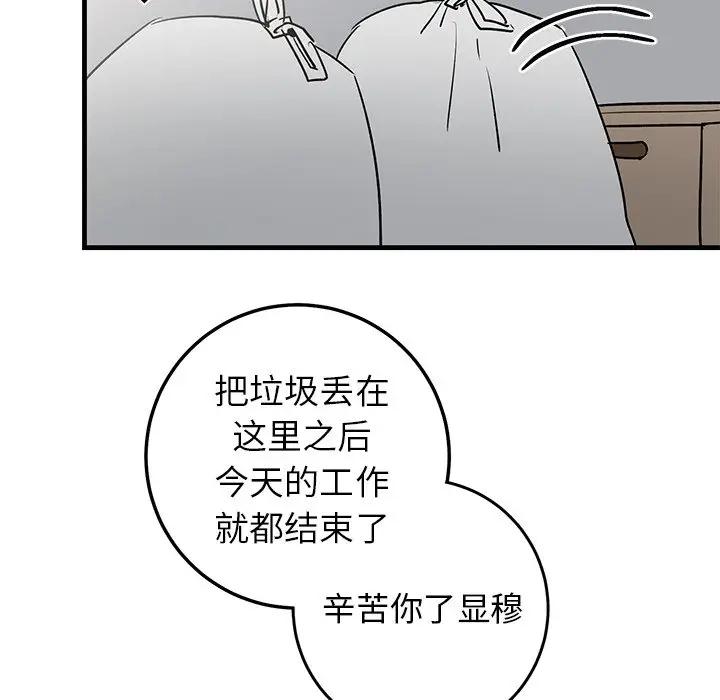 把垃圾丢在
这里之后
今天的工作
就都结束了
辛苦你了显穆